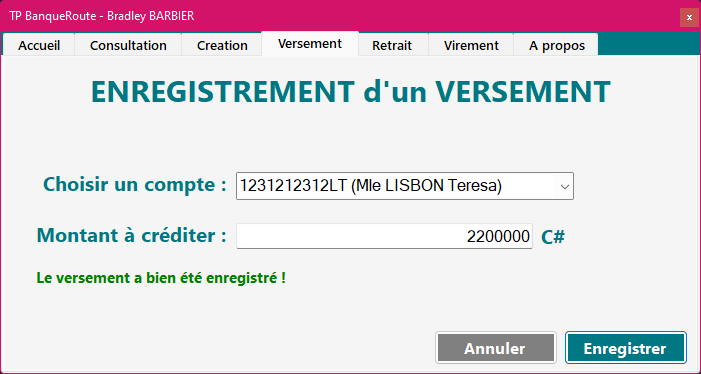 TP BanqueRoute - Bradley BARBIER
Accueil Consultation Creation Versement Retrait Virement A propos
ENREGISTREMENT d'un VERSEMENT
Choisir un compte : 1231212312LT (Mle LISBON Teresa)
Montant à créditer : 2200000 C#
Le versement a bien été enregistré !
Annuler Enregistrer